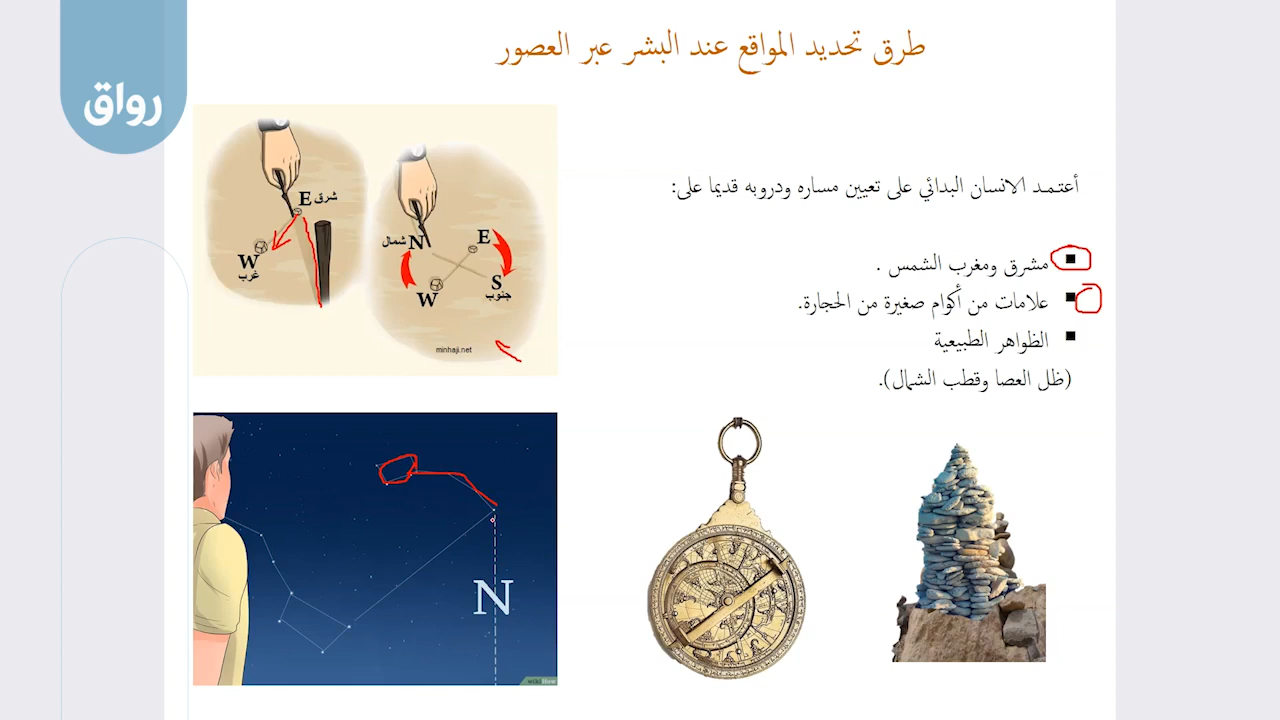 طرق تحديد المواقع عند البشر عبر العصور
رواق
أعتمد الانسان البدائي على تعيين مساره ودروبه قديما على:
مشرق ومغرب الشمس .
علامات من أكوام صغيرة من الحجارة.
الظواهر الطبيعية
(ظل العصا وقطب الشمال).
E شرق
W
غرب
N شمال
E
S
جنوب
W
minhaji.net
N
wikiHow